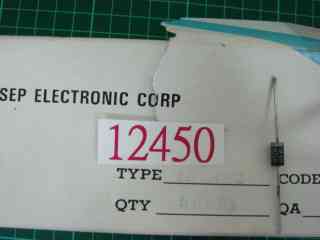 SEP ELECTRONIC CORP
12450
TYPE CODE
QTY QA